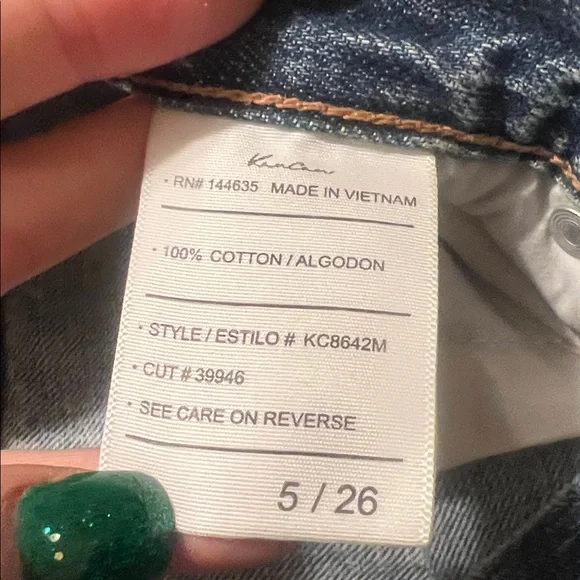 KanCan
· RN# 144635 MADE IN VIETNAM
· 100% COTTON / ALGODON
· STYLE / ESTILO # KC8642M
· CUT # 39946
· SEE CARE ON REVERSE
5 / 26